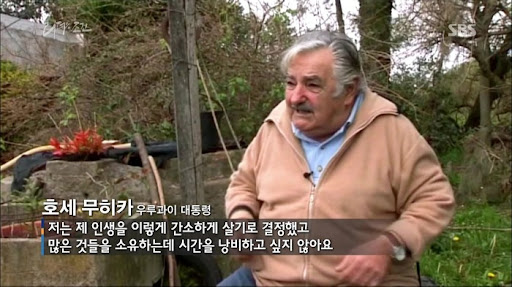 SBS
호세 무히카 우루과이 대통령
저는 제 인생을 이렇게 간소하게 살기로 결정했고
많은 것들을 소유하는데 시간을 낭비하고 싶지 않아요